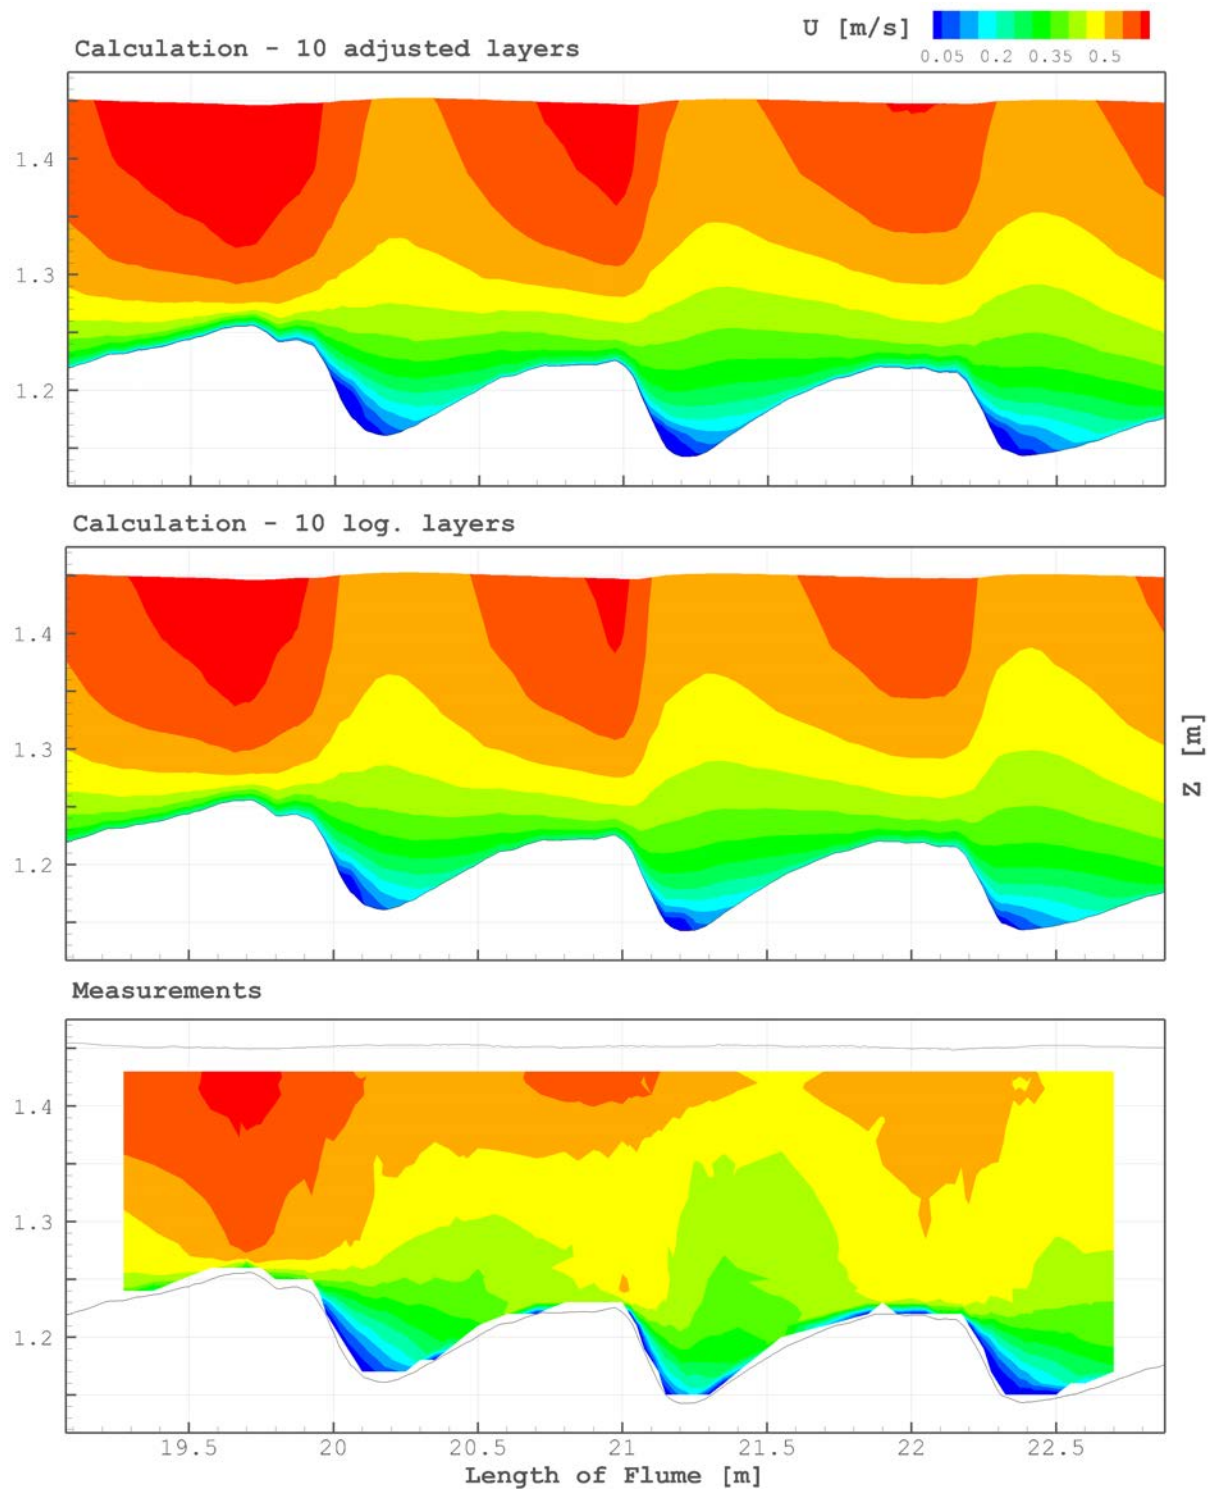 U [m/s]
0.05 0.2 0.35 0.5
Calculation - 10 adjusted layers
1.4
1.3
1.2
Calculation - 10 log. layers
1.4
1.3
1.2
Z [m]
Measurements
1.4
1.3
1.2
19.5 20 20.5 21 21.5 22 22.5
Length of Flume [m]